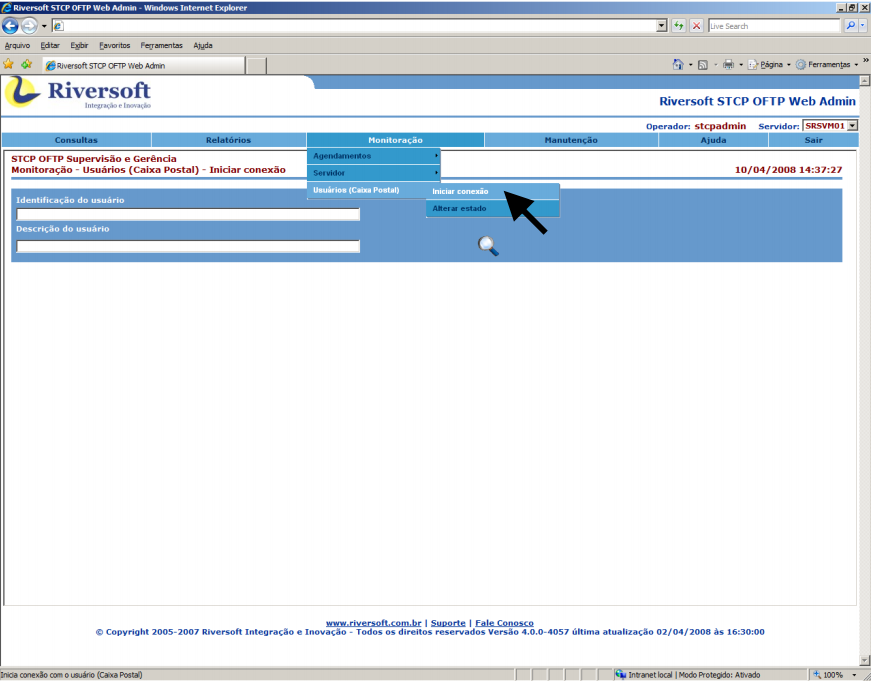 Riversoft STCP OFTP Web Admin - Windows Internet Explorer
Live Search
Arquivo Editar Exibir Favoritos Ferramentas Ajuda
Riversoft STCP OFTP Web Admin
Página Ferramentas »
Riversoft
Integração e Inovação
Riversoft STCP OFTP Web Admin
Operador: stcpadmin Servidor: SRSVM01
Consultas Relatórios Monitoração Manutenção Ajuda Sair
STCP OFTP Supervisão e Gerência
Monitoração - Usuários (Caixa Postal) - Iniciar conexão
10/04/2008 14:37:27
Agendamentos
Servidor
Usuários (Caixa Postal)
Iniciar conexão
Alterar estado
Identificação do usuário
Descrição do usuário
www.riversoft.com.br | Suporte | Fale Conosco
© Copyright 2005-2007 Riversoft Integração e Inovação - Todos os direitos reservados Versão 4.0.0-4057 última atualização 02/04/2008 às 16:30:00
Inicia conexão com o usuário (Caixa Postal)
Intranet local | Modo Protegido: Ativado
100%